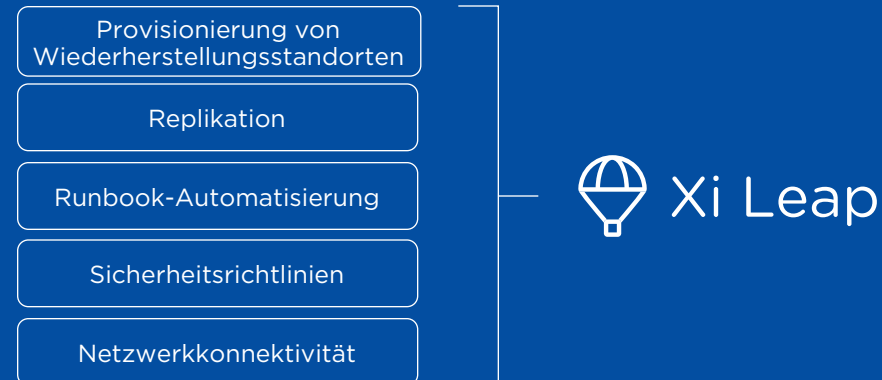 Provisionierung von
Wiederherstellungsstandorten
Replikation
Runbook-Automatisierung
Sicherheitsrichtlinien
Netzwerkkonnektivität
Xi Leap